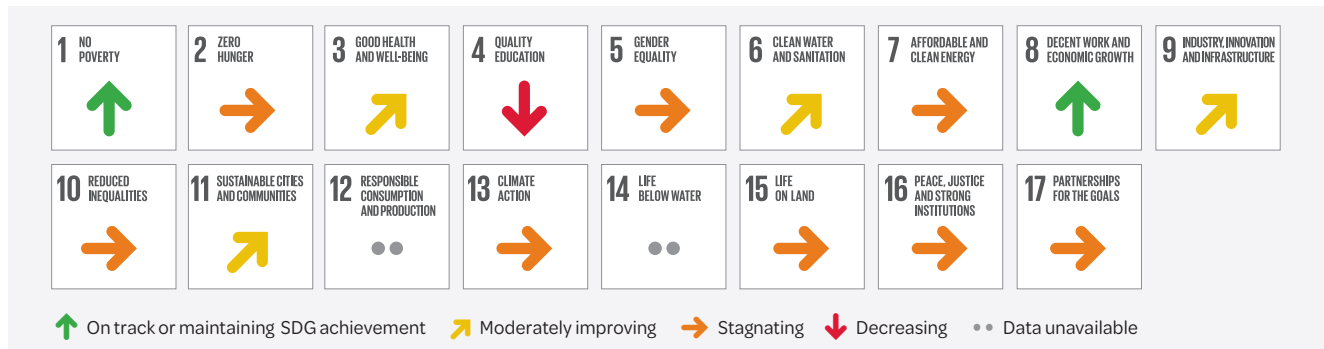 1 NO
POVERTY
2 ZERO
HUNGER
3 GOOD HEALTH
AND WELL-BEING
4 QUALITY
EDUCATION
5 GENDER
EQUALITY
6 CLEAN WATER
AND SANITATION
7 AFFORDABLE AND
CLEAN ENERGY
8 DECENT WORK AND
ECONOMIC GROWTH
9 INDUSTRY, INNOVATION
AND INFRASTRUCTURE
10 REDUCED
INEQUALITIES
11 SUSTAINABLE CITIES
AND COMMUNITIES
12 RESPONSIBLE
CONSUMPTION
AND PRODUCTION
13 CLIMATE
ACTION
14 LIFE
BELOW WATER
15 LIFE
ON LAND
16 PEACE, JUSTICE
AND STRONG
INSTITUTIONS
17 PARTNERSHIPS
FOR THE GOALS
On track or maintaining SDG achievement
Moderately improving
Stagnating
Decreasing
Data unavailable